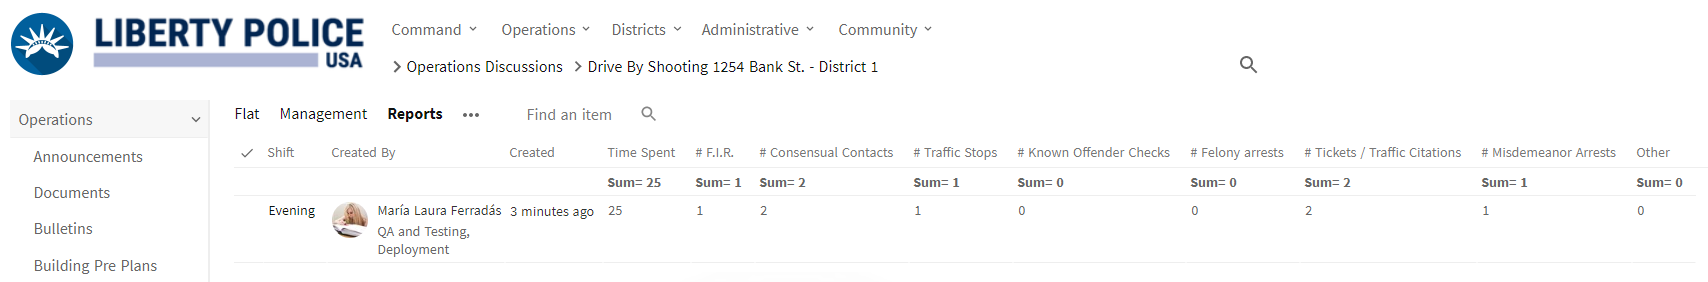 LIBERTY POLICE
USA
Command Operations Districts Administrative Community
Operations Discussions Drive By Shooting 1254 Bank St. - District 1
Operations
Announcements
Documents
Bulletins
Building Pre Plans
Flat Management Reports ••• Find an item
Shift Created By Created Time Spent # F.I.R. # Consensual Contacts # Traffic Stops # Known Offender Checks # Felony arrests # Tickets / Traffic Citations # Misdemeanor Arrests Other
Sum= 25 Sum= 1 Sum= 2 Sum= 1 Sum= 0 Sum= 0 Sum= 2 Sum= 1 Sum= 0
Evening María Laura Ferradás 3 minutes ago 25 1 2 1 0 0 2 1 0
QA and Testing,
Deployment